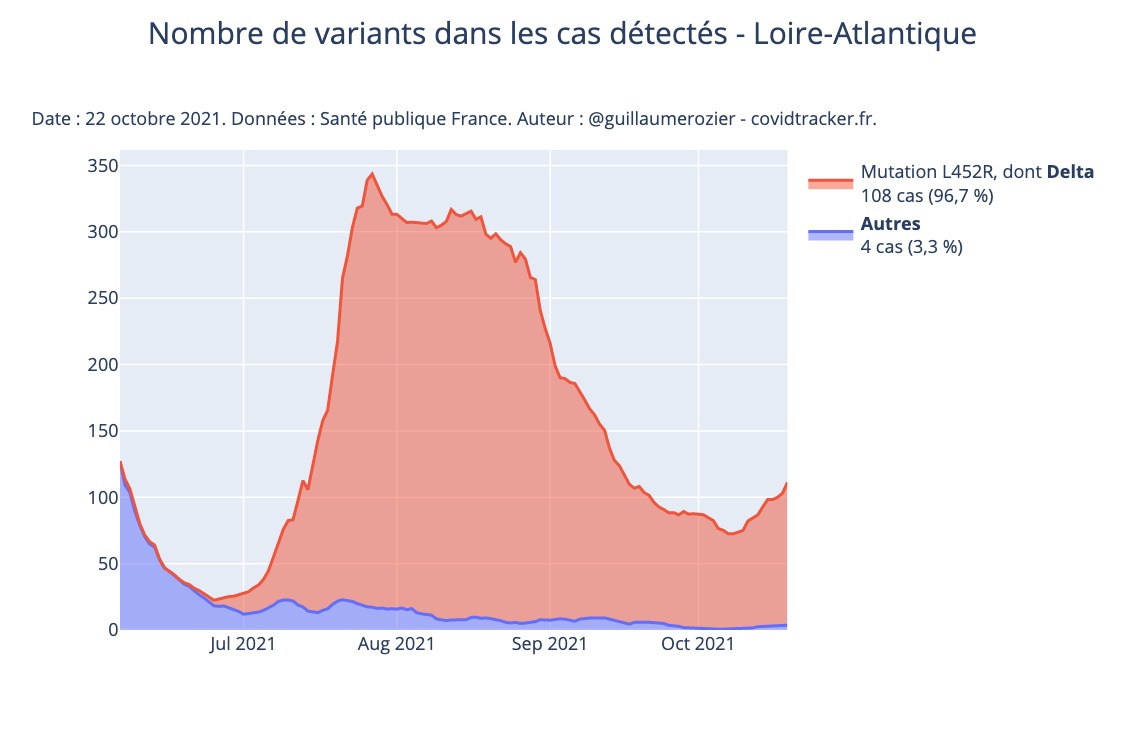 Nombre de variants dans les cas détectés - Loire-Atlantique
Date : 22 octobre 2021. Données : Santé publique France. Auteur : @guillaumerozier - covidtracker.fr.
Mutation L452R, dont Delta
108 cas (96,7 %)
Autres
4 cas (3,3 %)
350
300
250
200
150
100
50
0
Jul 2021
Aug 2021
Sep 2021
Oct 2021